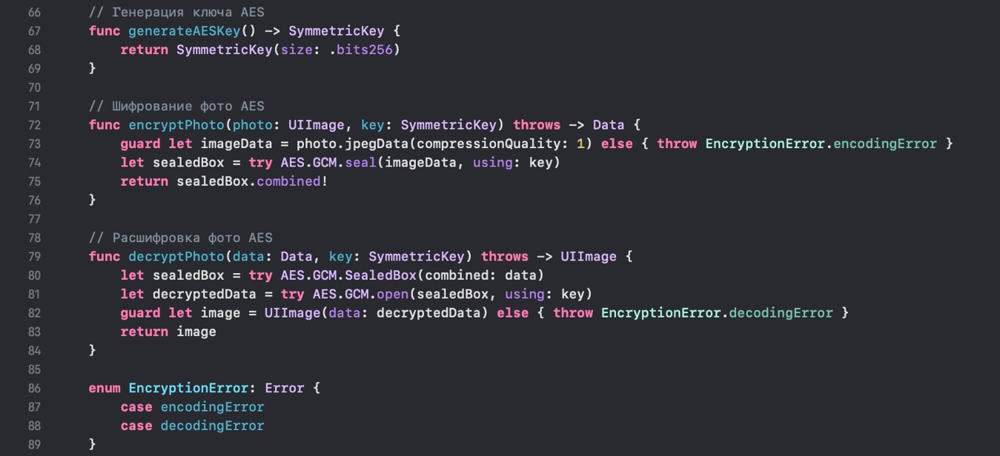 66 // Генерация ключа AES
67 func generateAESKey() -> SymmetricKey {
68 return SymmetricKey(size: .bits256)
69 }
70
71 // Шифрование фото AES
72 func encryptPhoto(photo: UIImage, key: SymmetricKey) throws -> Data {
73 guard let imageData = photo.jpegData(compressionQuality: 1) else { throw EncryptionError.encodingError }
74 let sealedBox = try AES.GCM.seal(imageData, using: key)
75 return sealedBox.combined!
76 }
77
78 // Расшифровка фото AES
79 func decryptPhoto(data: Data, key: SymmetricKey) throws -> UIImage {
80 let sealedBox = try AES.GCM.SealedBox(combined: data)
81 let decryptedData = try AES.GCM.open(sealedBox, using: key)
82 guard let image = UIImage(data: decryptedData) else { throw EncryptionError.decodingError }
83 return image
84 }
85
86 enum EncryptionError: Error {
87 case encodingError
88 case decodingError
89 }